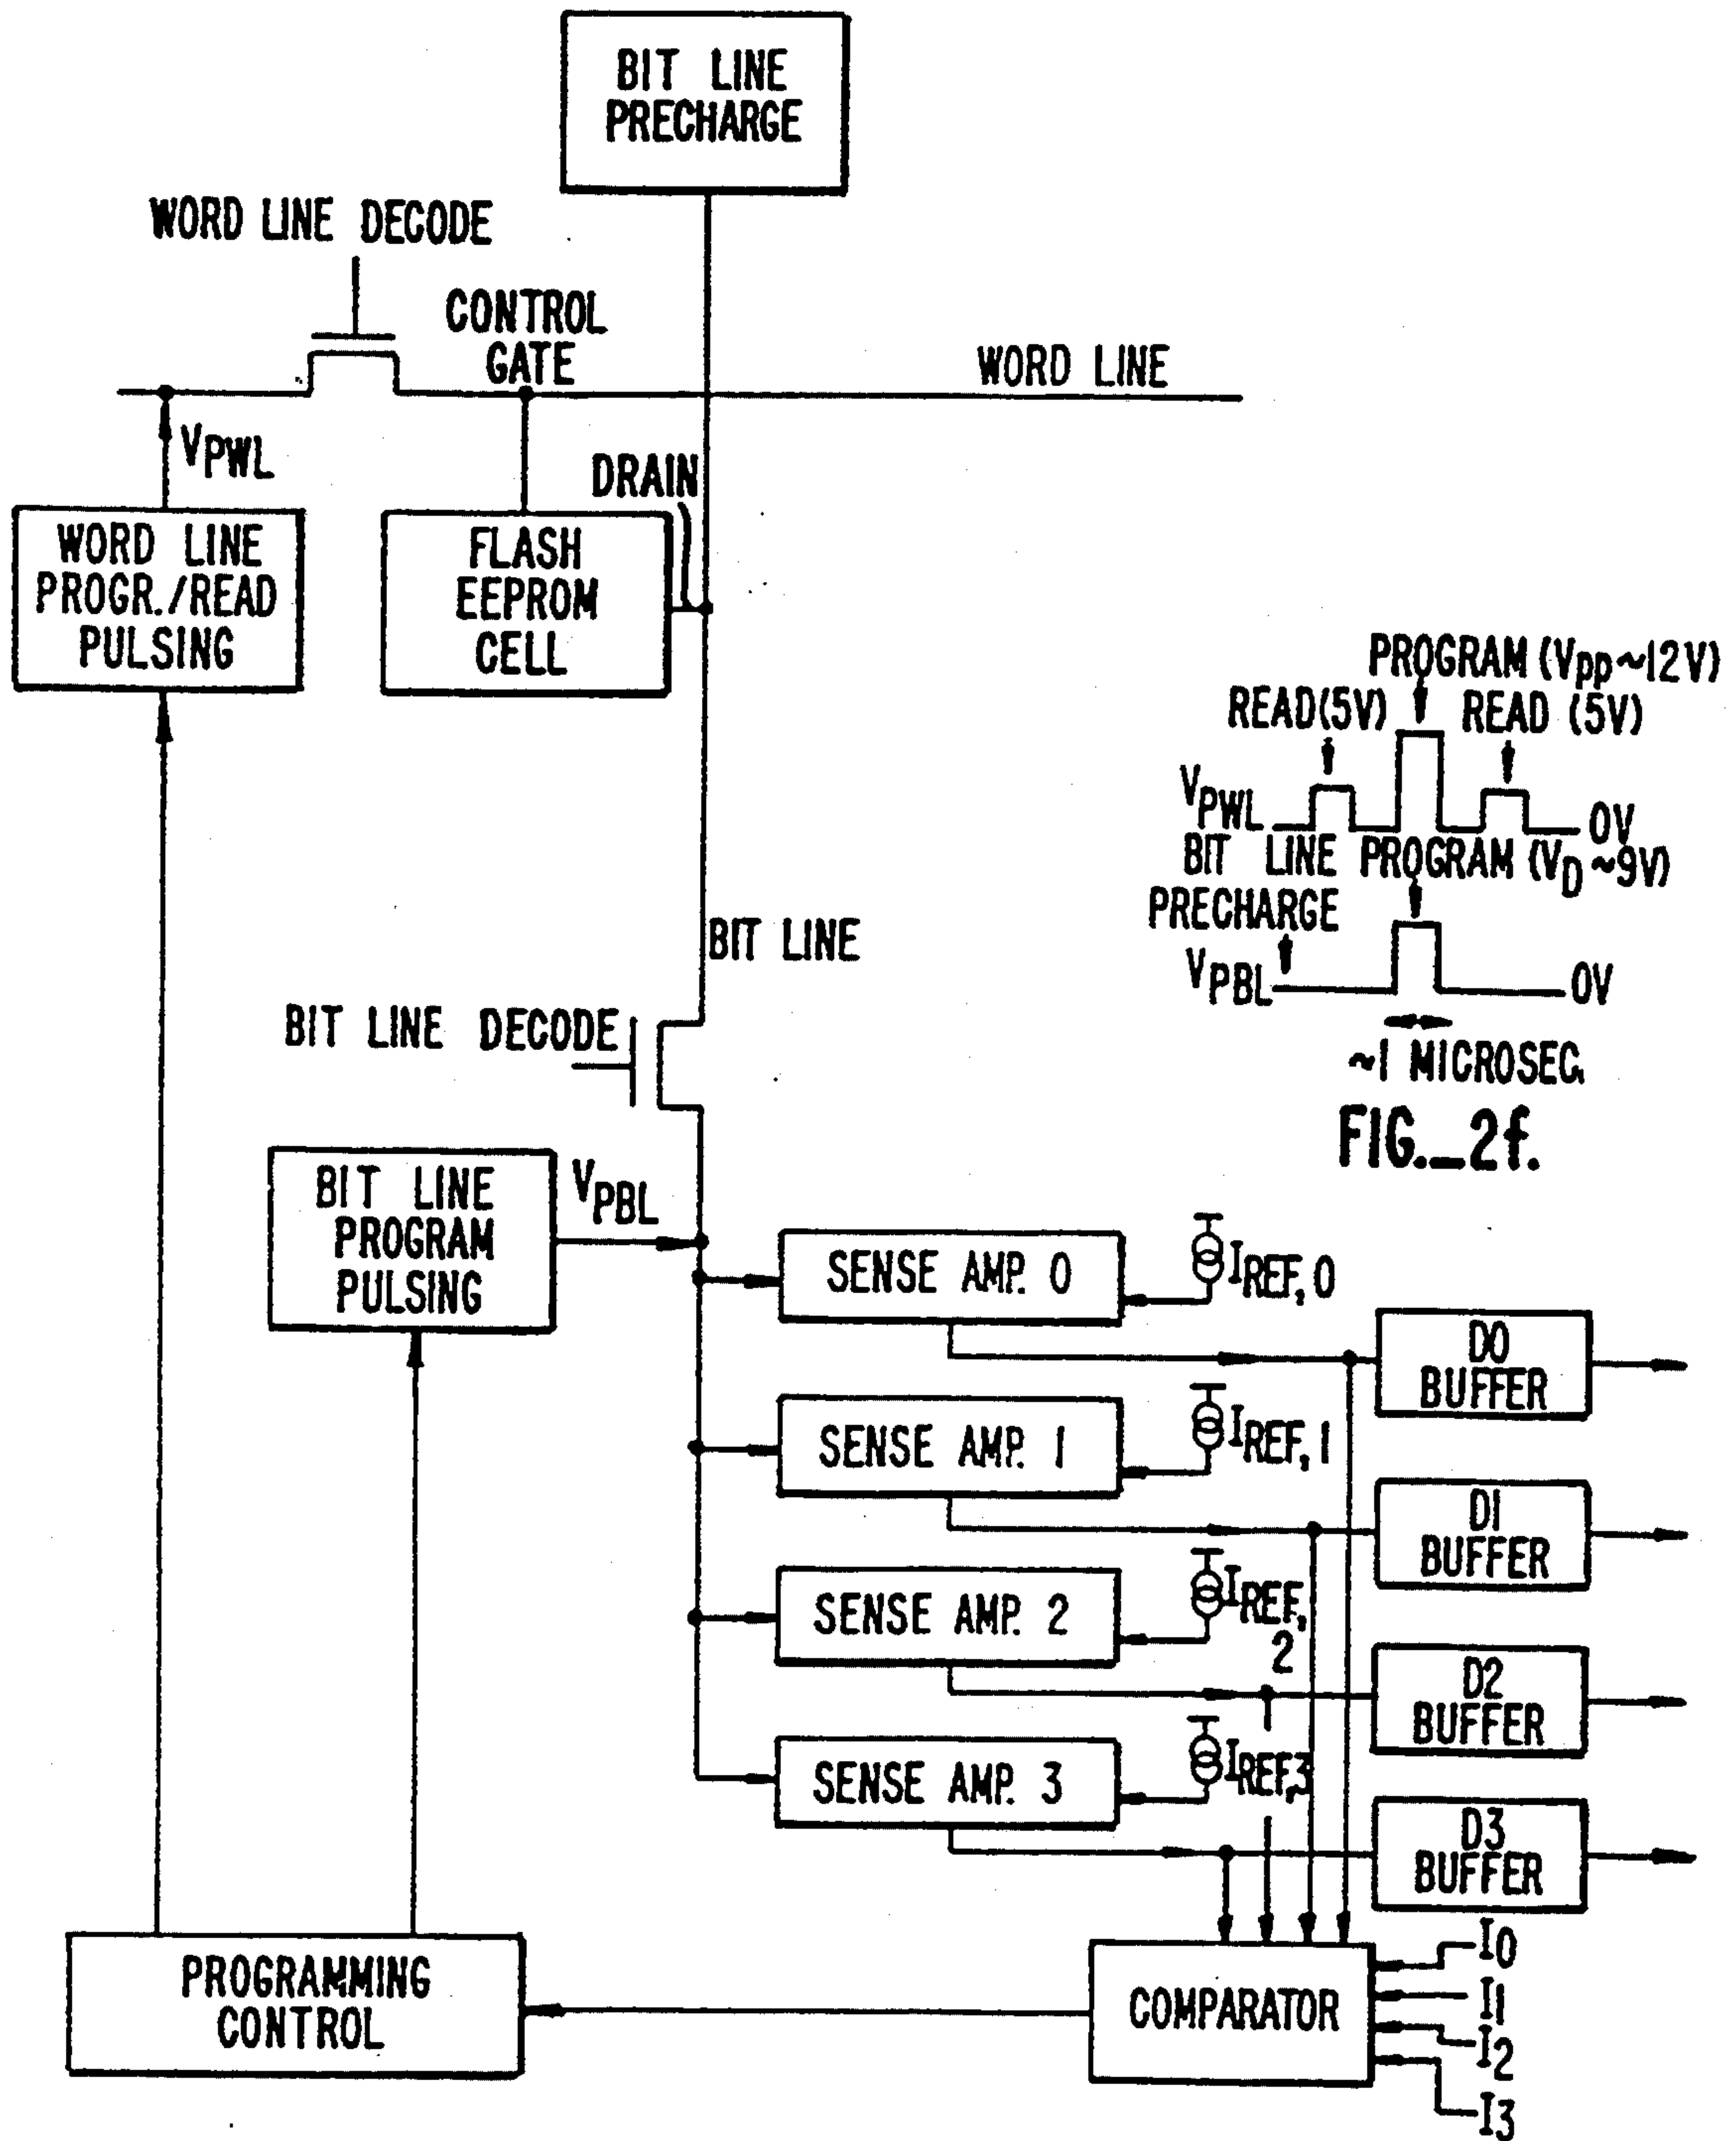 BIT LINE
PRECHARGE
WORD LINE DECODE
CONTROL
GATE
WORD LINE
VPWL
DRAIN
WORD LINE
PROGR./READ
PULSING
FLASH
EEPROM
CELL
PROGRAM (Vpp~12V)
READ(5V) READ (5V)
VPWL 0V
BIT LINE PROGRAM (VD~9V)
PRECHARGE
VPBL 0V
~1 MICROSEC.
FIG._2f.
BIT LINE
BIT LINE DECODE
BIT LINE
PROGRAM
PULSING
VPBL
SENSE AMP. 0
IREF,0
D0
BUFFER
SENSE AMP. 1
IREF,1
D1
BUFFER
SENSE AMP. 2
IREF,
2
D2
BUFFER
SENSE AMP. 3
IREF,3
D3
BUFFER
PROGRAMMING
CONTROL
COMPARATOR
I0
I1
I2
I3